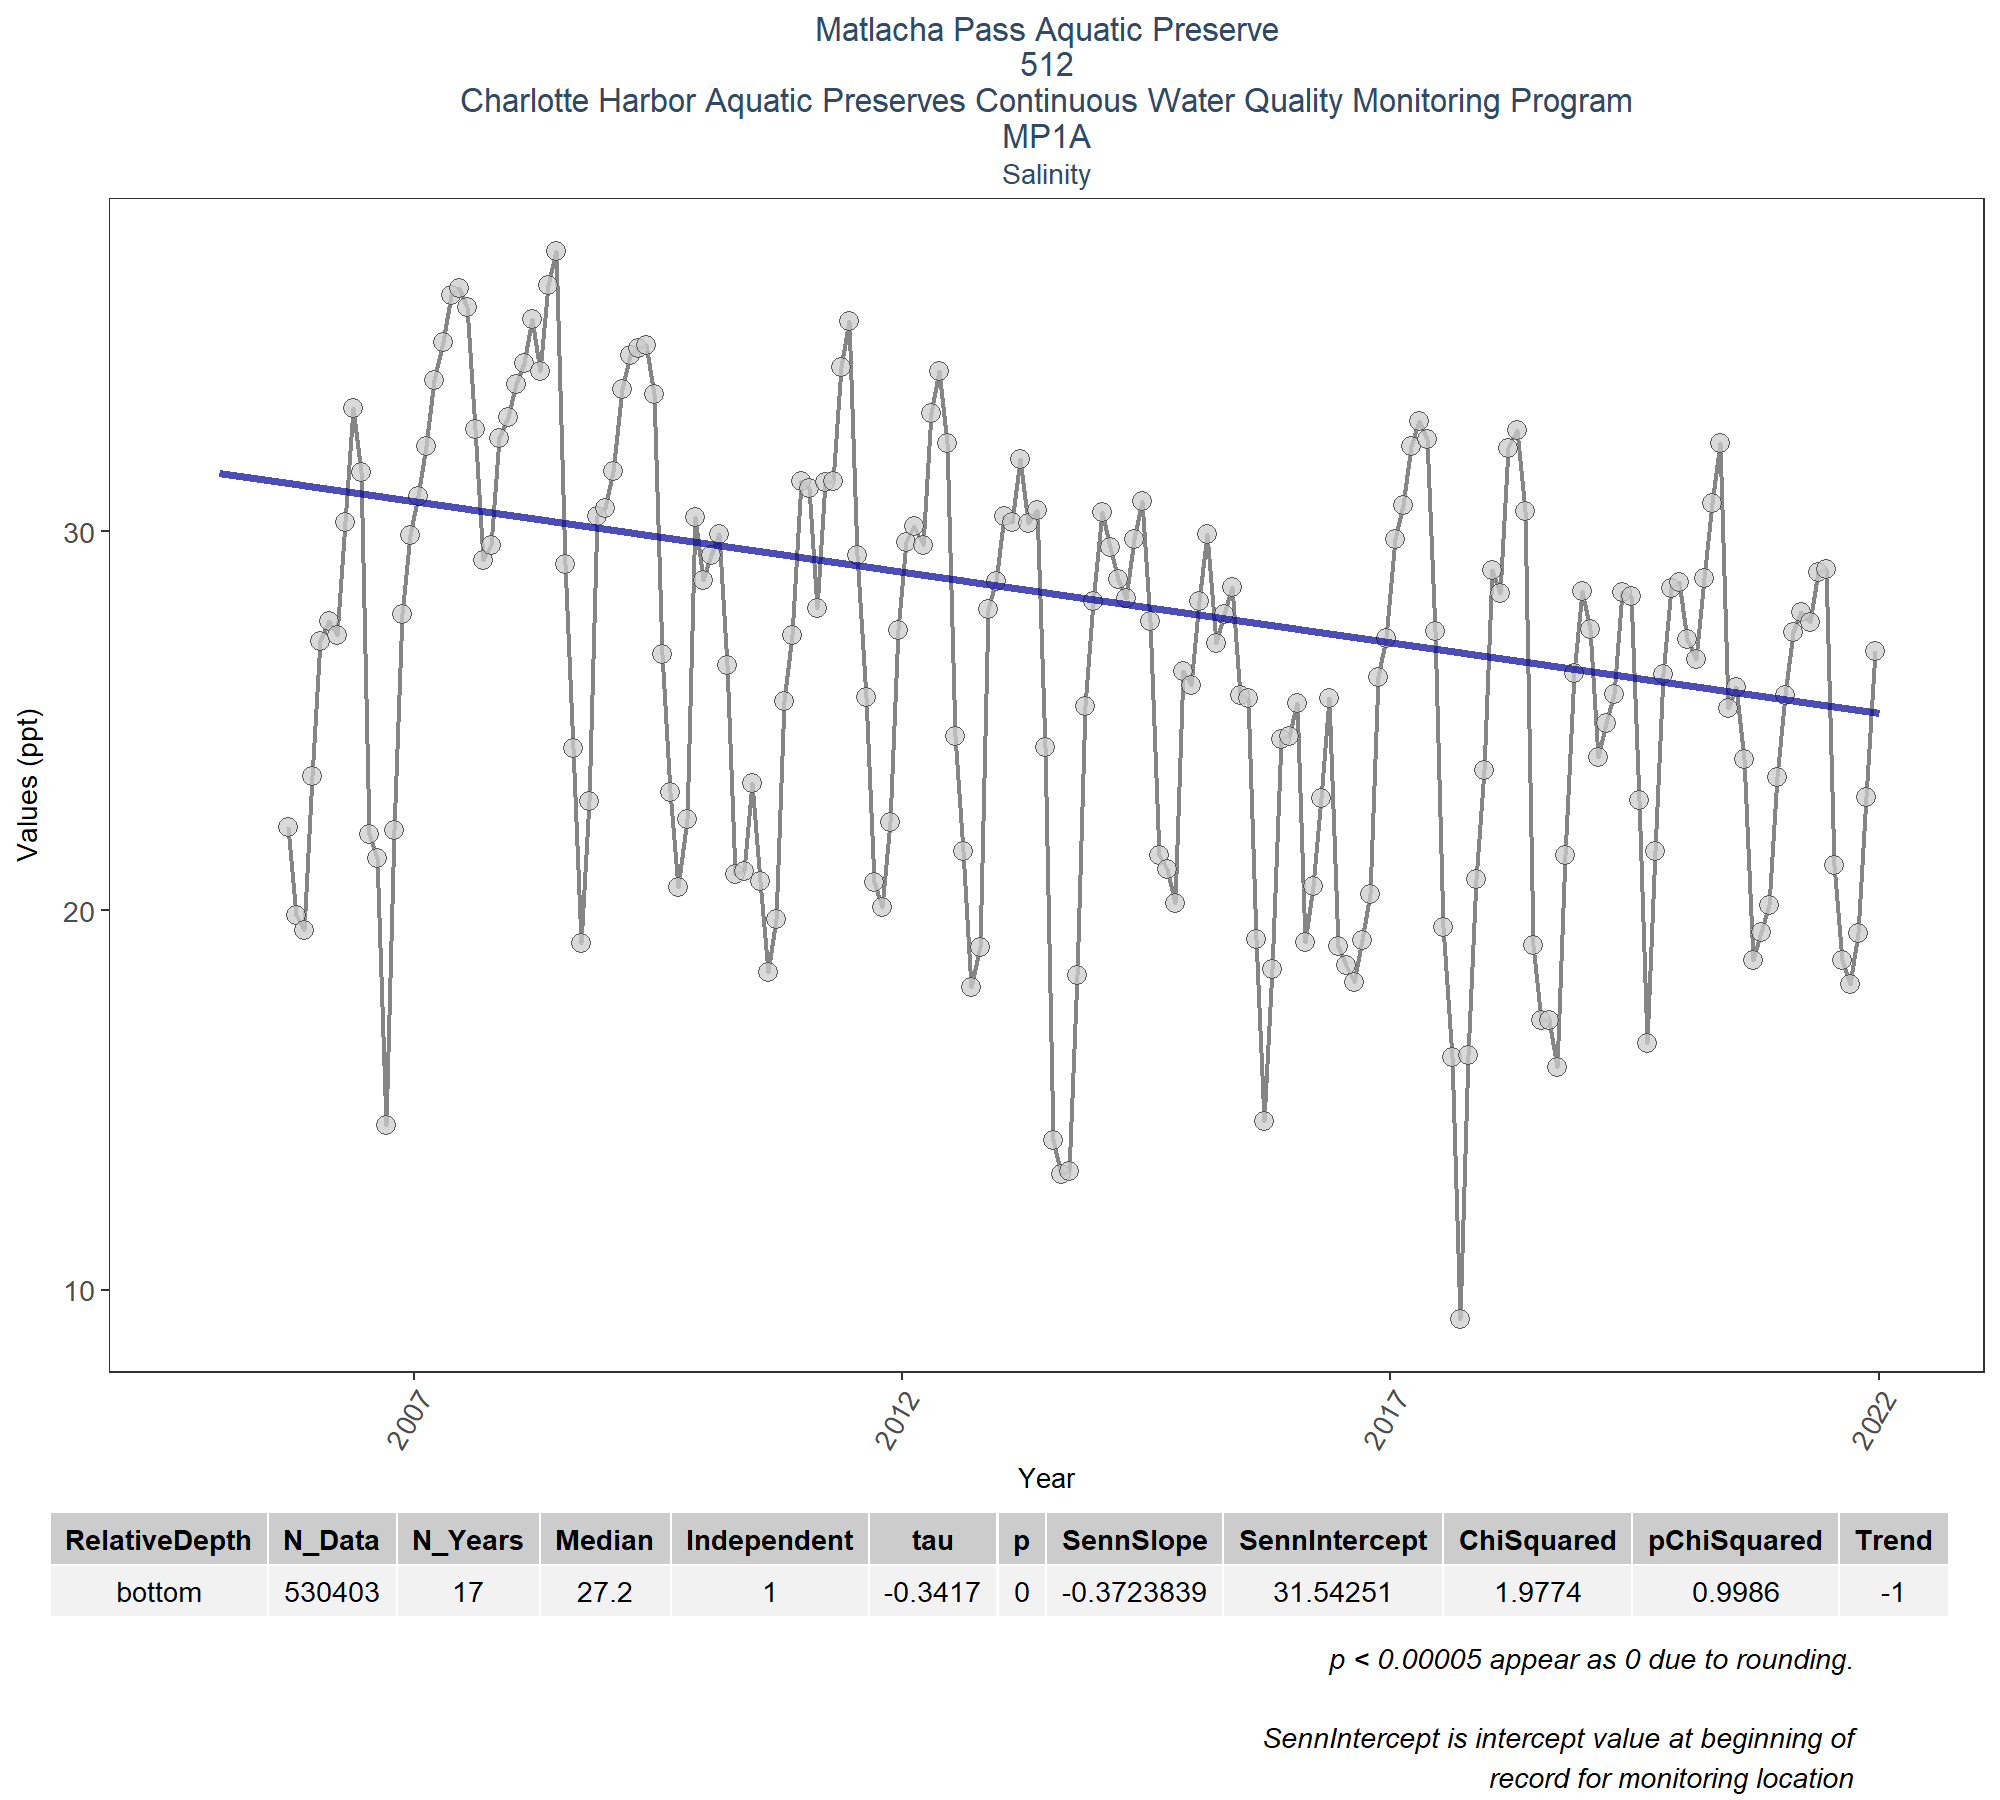 Matlacha Pass Aquatic Preserve
512
Charlotte Harbor Aquatic Preserves Continuous Water Quality Monitoring Program
MP1A
Salinity
Values (ppt)
30
20
10
2007 2012 2017 2022
Year
RelativeDepth N_Data N_Years Median Independent tau p SennSlope SennIntercept ChiSquared pChiSquared Trend
bottom 530403 17 27.2 1 -0.3417 0 -0.3723839 31.54251 1.9774 0.9986 -1
p < 0.00005 appear as 0 due to rounding.
SennIntercept is intercept value at beginning of
record for monitoring location